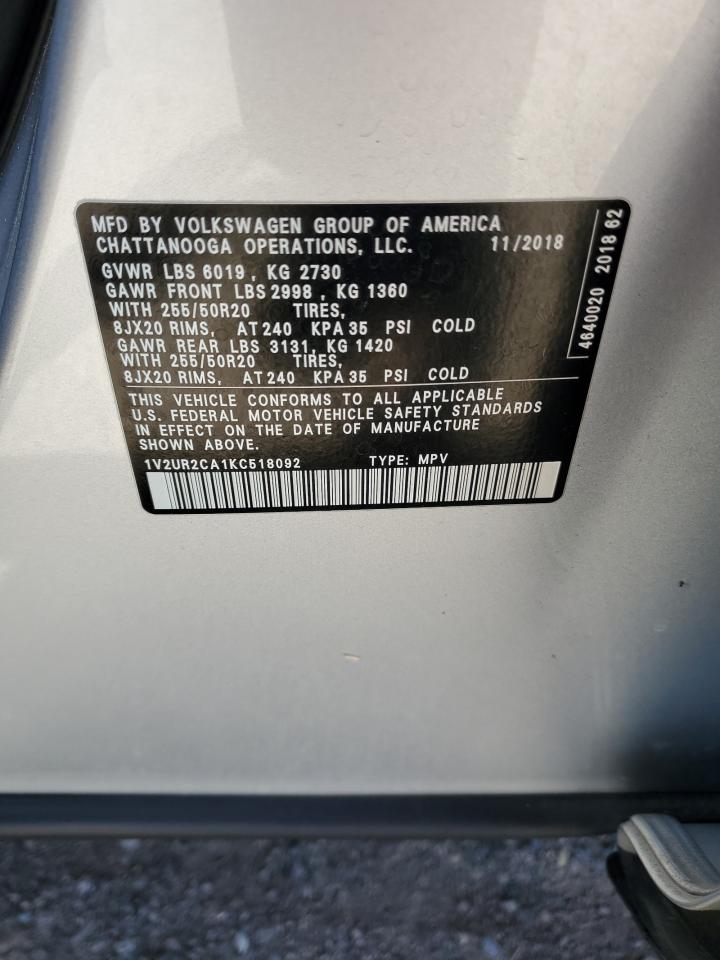 MFD BY VOLKSWAGEN GROUP OF AMERICA
CHATTANOOGA OPERATIONS, LLC. 11/2018
GVWR LBS 6019 , KG 2730
GAWR FRONT LBS 2998 , KG 1360
WITH 255/50R20 TIRES,
8JX20 RIMS, AT 240 KPA 35 PSI COLD
GAWR REAR LBS 3131, KG 1420
WITH 255/50R20 TIRES,
8JX20 RIMS, AT 240 KPA 35 PSI COLD
THIS VEHICLE CONFORMS TO ALL APPLICABLE
U.S. FEDERAL MOTOR VEHICLE SAFETY STANDARDS
IN EFFECT ON THE DATE OF MANUFACTURE
SHOWN ABOVE.
1V2UR2CA1KC518092 TYPE: MPV
4640020 2018 62